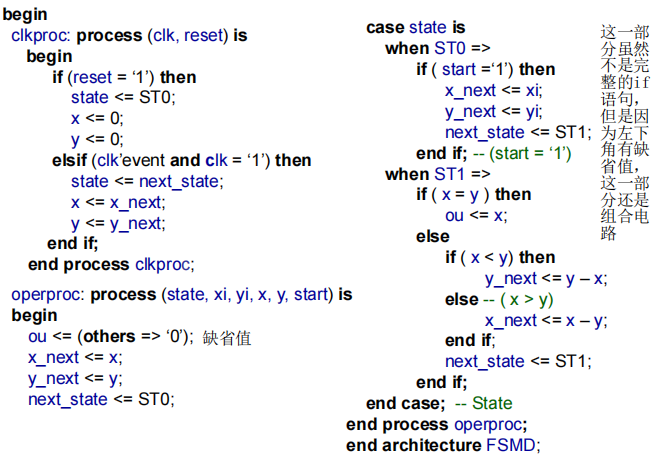 begin
clkproc: process (clk, reset) is
begin
if (reset = ‘1’) then
state <= ST0;
x <= 0;
y <= 0;
elsif (clk’event and clk = ‘1’) then
state <= next_state;
x <= x_next;
y <= y_next;
end if;
end process clkproc;
operproc: process (state, xi, yi, x, y, start) is
begin
ou <= (others => ‘0’); 缺省值
x_next <= x;
y_next <= y;
next_state <= ST0;
case state is
when ST0 =>
if ( start =‘1’) then
x_next <= xi;
y_next <= yi;
next_state <= ST1;
end if; -- (start = ‘1’)
when ST1 =>
if ( x = y ) then
ou <= x;
else
if ( x < y) then
y_next <= y – x;
else -- ( x > y)
x_next <= x – y;
end if;
next_state <= ST1;
end if;
end case; -- State
end process operproc;
end architecture FSMD;
这一部
分虽然
不是完
整的if
语句，
但是因
为左下
角有缺
省值，
这一部
分还是
组合电
路